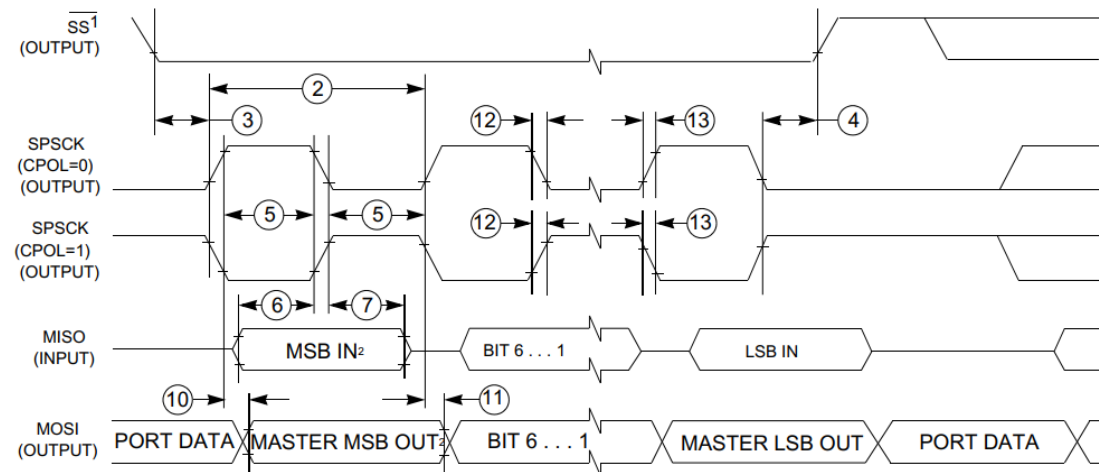 SS1
(OUTPUT)
2
3
12
13
4
SPSCK
(CPOL=0)
(OUTPUT)
5
5
SPSCK
(CPOL=1)
(OUTPUT)
12
13
6
7
MISO
(INPUT)
MSB IN2
BIT 6 . . . 1
LSB IN
10
11
MOSI
(OUTPUT)
PORT DATA
MASTER MSB OUT2
BIT 6 . . . 1
MASTER LSB OUT
PORT DATA